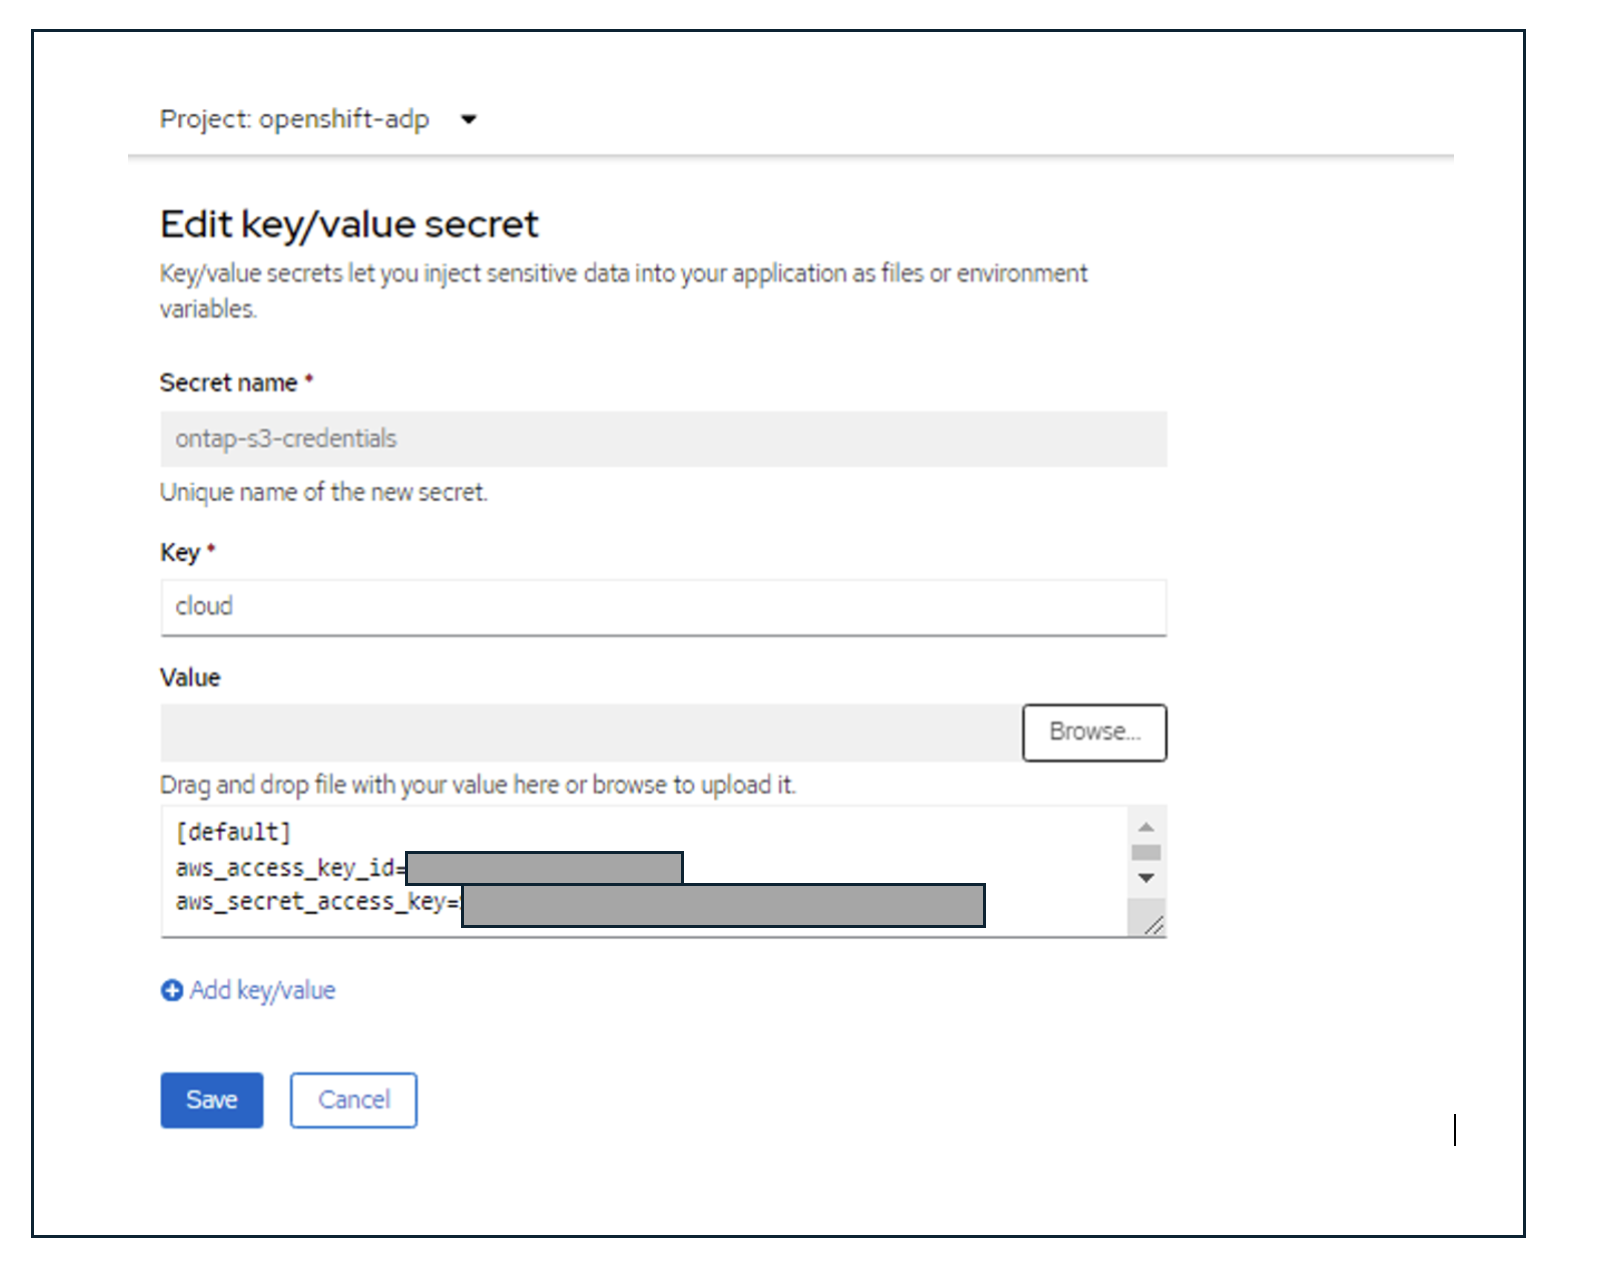 Project: openshift-adp
Edit key/value secret
Key/value secrets let you inject sensitive data into your application as files or environment
variables.
Secret name *
ontap-s3-credentials
Unique name of the new secret.
Key *
cloud
Value
Browse...
Drag and drop file with your value here or browse to upload it.
[default]
aws_access_key_id=
aws_secret_access_key=
Add key/value
Save
Cancel